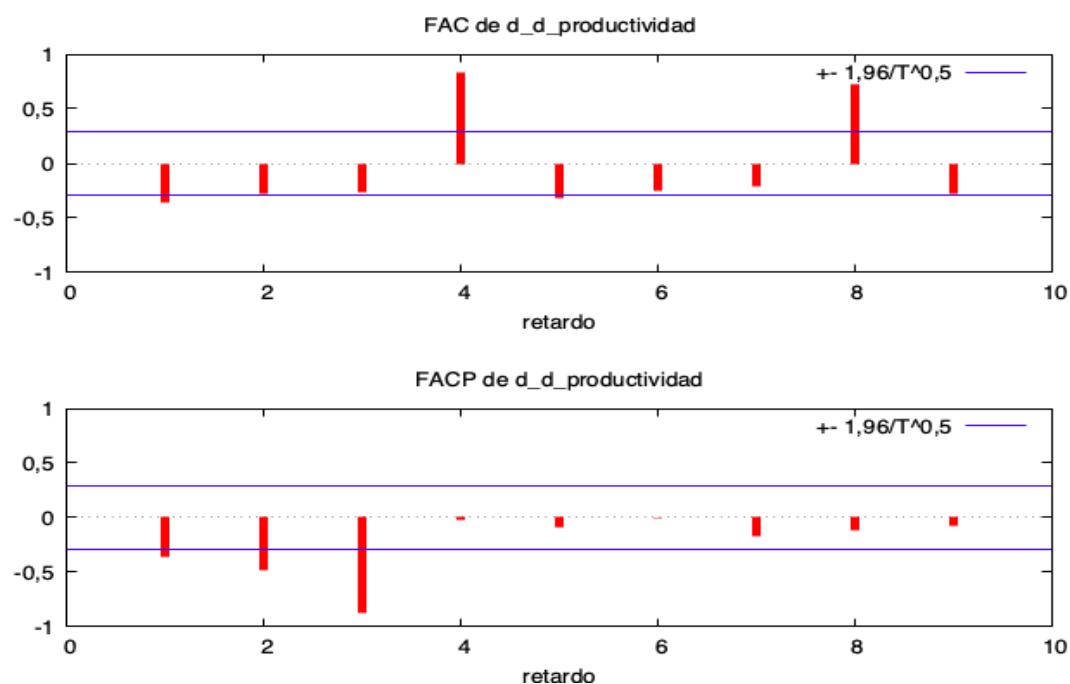 FAC de d_d_productividad
+- 1,96/T^0,5
1
0,5
0
-0,5
-1
0 2 4 6 8 10
retardo
FACP de d_d_productividad
+- 1,96/T^0,5
1
0,5
0
-0,5
-1
0 2 4 6 8 10
retardo